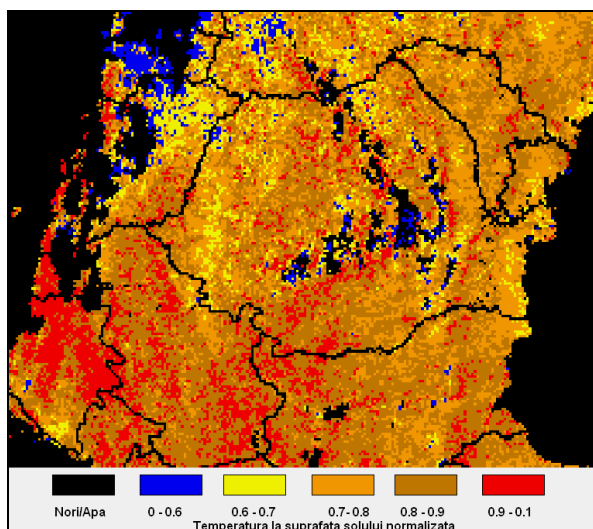 Nori/Apa 0 - 0.6 0.6 - 0.7 0.7- 0.8 0.8 - 0.9 0.9 - 0.1
Temperatura la suprafata solului normalizata